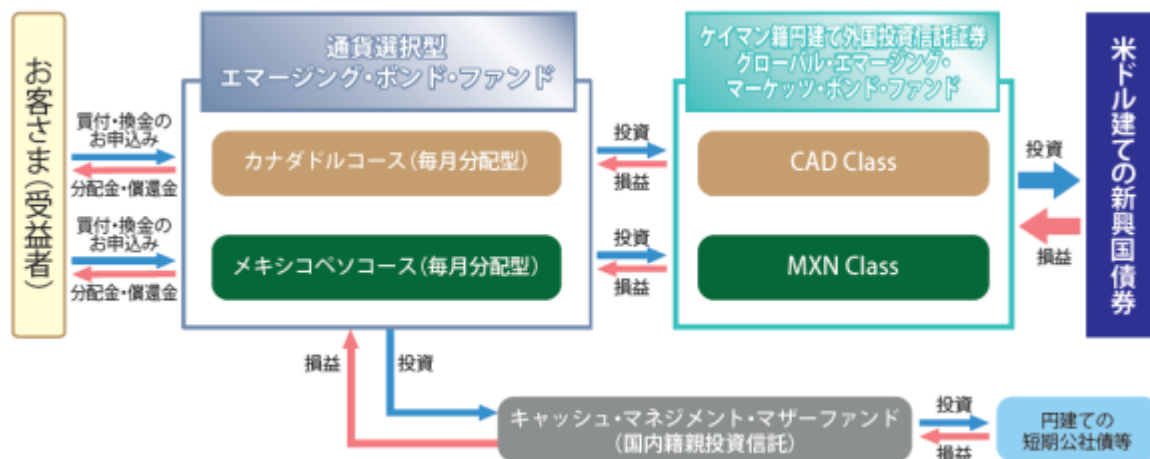 お客さま(受益者)
買付・換金の
お申込み
分配金・償還金
買付・換金の
お申込み
分配金・償還金
通貨選択型
エマージング・ボンド・ファンド
カナダドルコース(毎月分配型)
メキシコペソコース(毎月分配型)
投資
損益
投資
損益
ケイマン籍円建て外国投資信託証券
グローバル・エマージング・
マーケッツ・ボンド・ファンド
CAD Class
MXN Class
投資
損益
米ドル建ての新興国債券
損益
投資
キャッシュ・マネジメント・マザーファンド
(国内籍親投資信託)
投資
損益
円建ての
短期公社債等